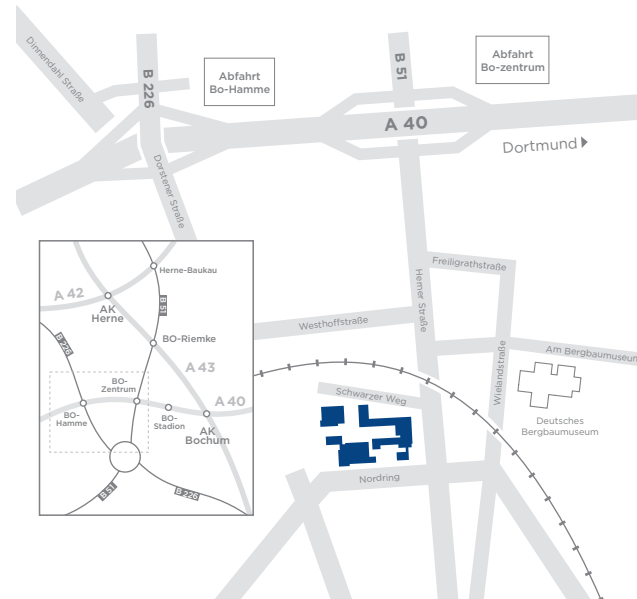 Dinnendahl Straße
B 226
Abfahrt
Bo-Hamme
B 51
Abfahrt
Bo-zentrum
A 40
Dortmund
Dorstener Straße
Freiligrathstraße
Herner Straße
Westhoffstraße
Wielandstraße
Am Bergbaumuseum
Schwarzer Weg
Deutsches
Bergbaumuseum
Nordring
Herne-Baukau
A 42
AK
Herne
B 51
B 226
BO-Riemke
A 43
BO-
Zentrum
A 40
BO-
Hamme
BO-
Stadion
AK
Bochum
B 51
B 226